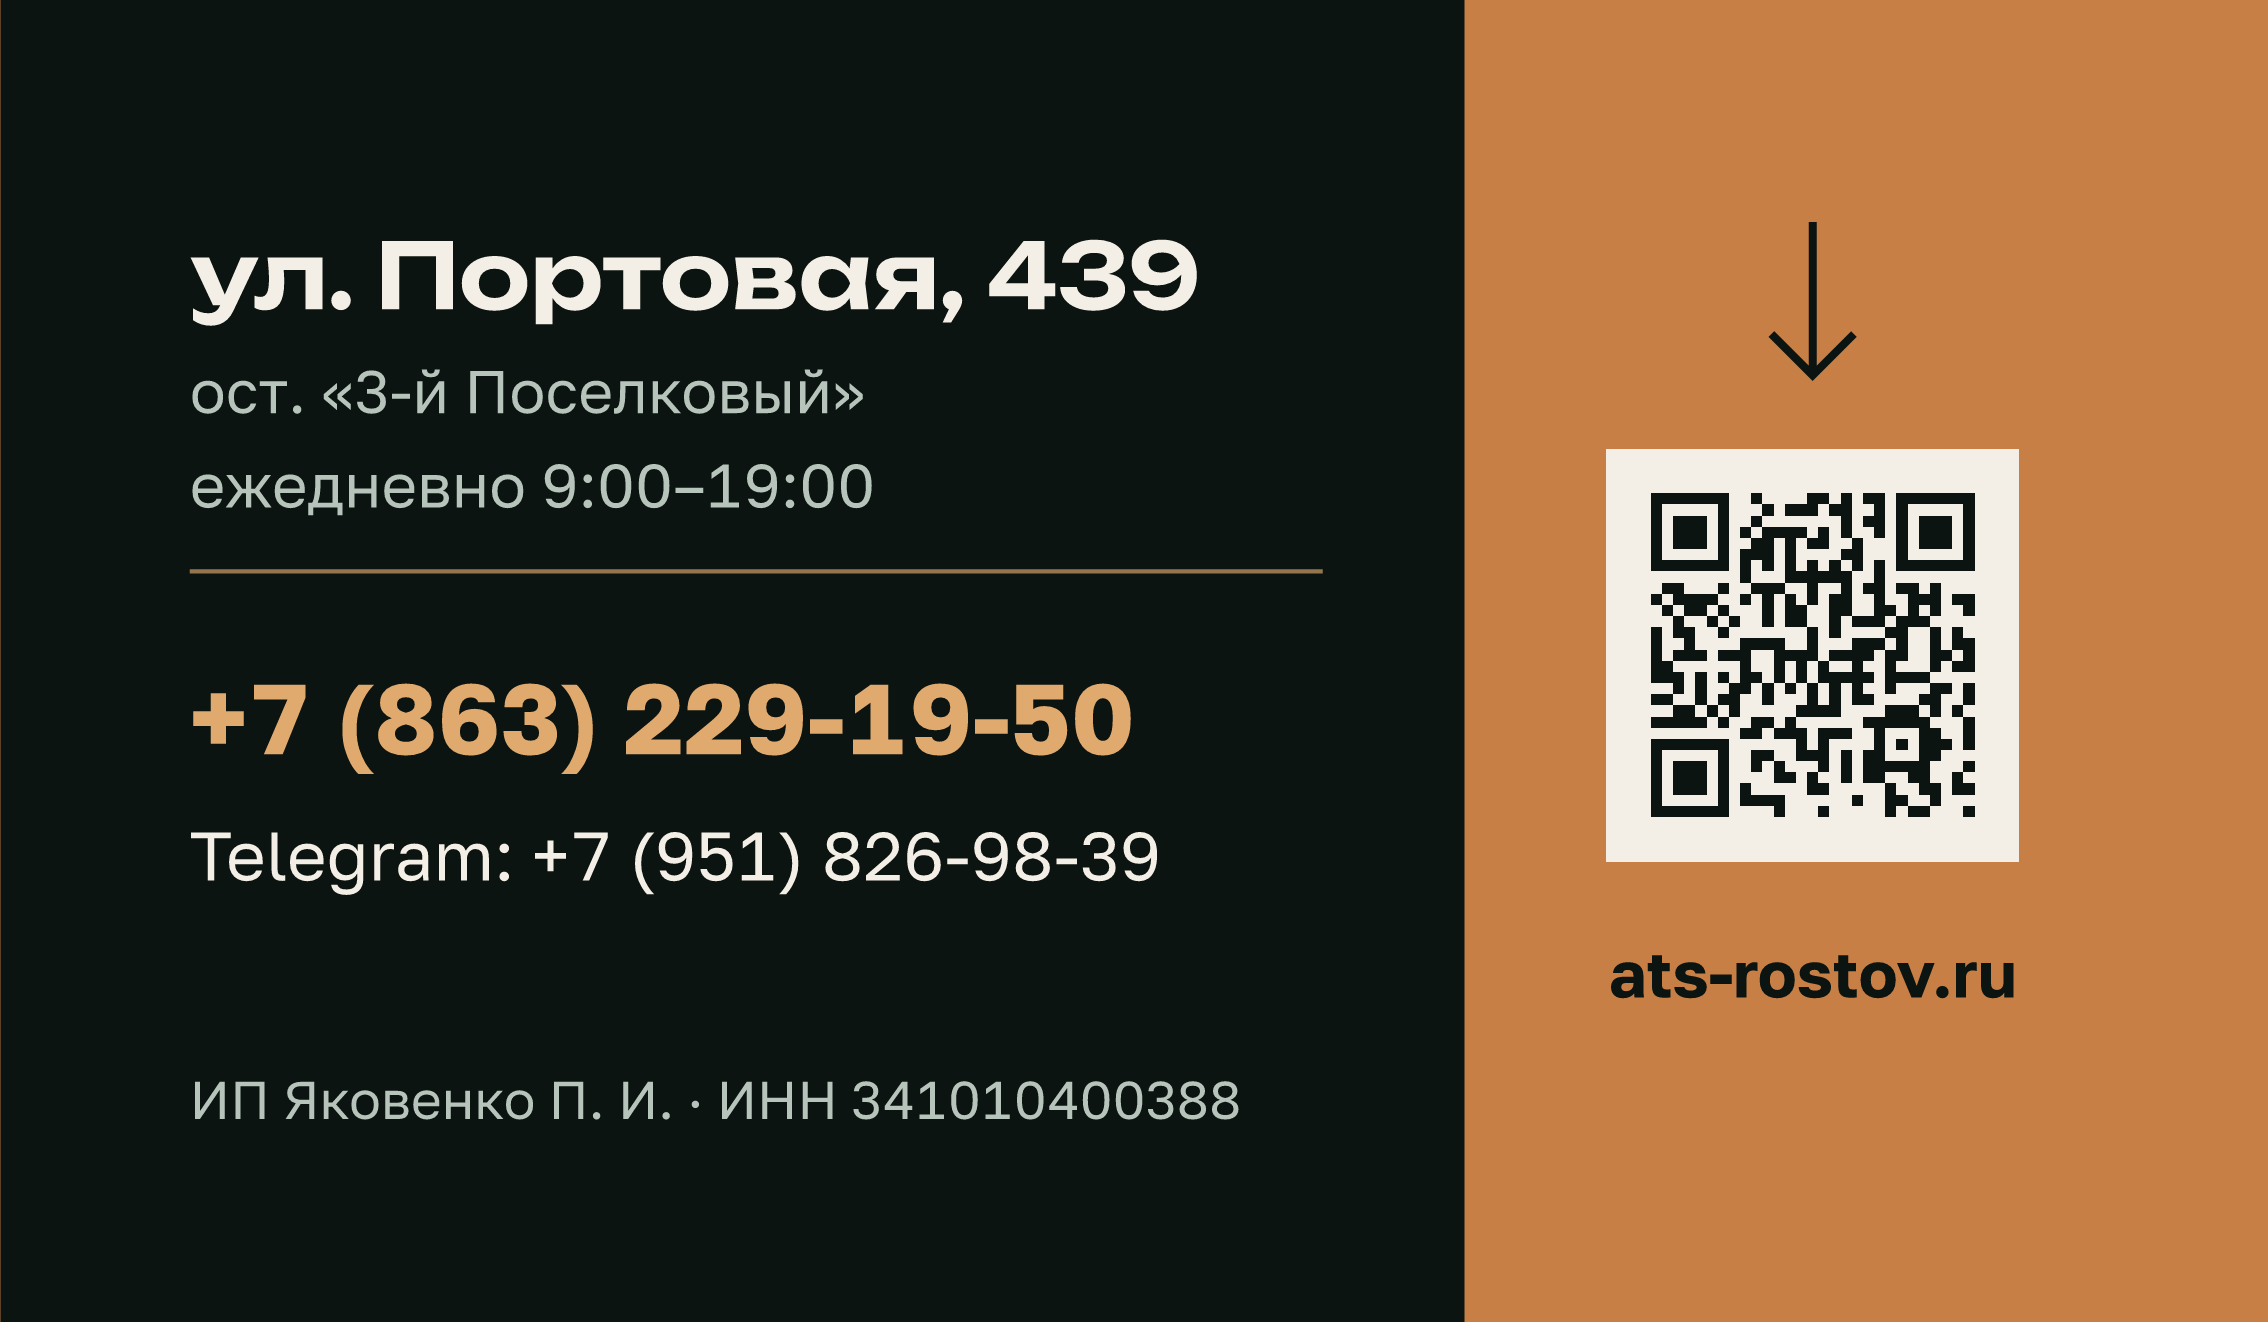 ул. Портовая, 439
ост. «3-й Поселковый»
ежедневно 9:00–19:00
+7 (863) 229-19-50
Telegram: +7 (951) 826-98-39
ИП Яковенко П. И. · ИНН 341010400388
ats-rostov.ru